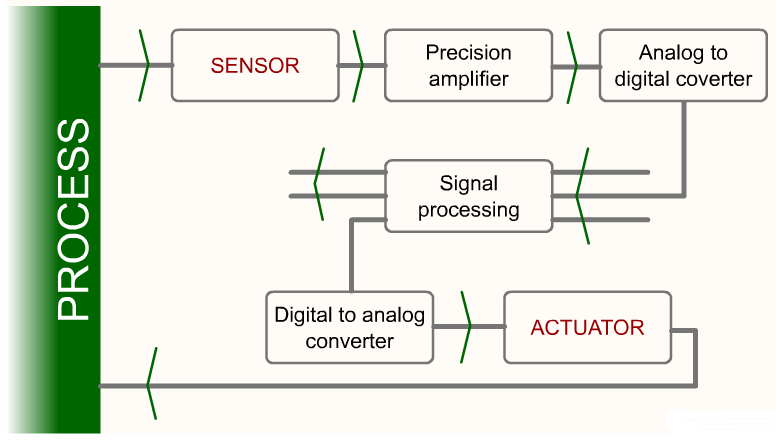 PROCESS
SENSOR
Precision
amplifier
Analog to
digital coverter
Signal
processing
Digital to analog
converter
ACTUATOR